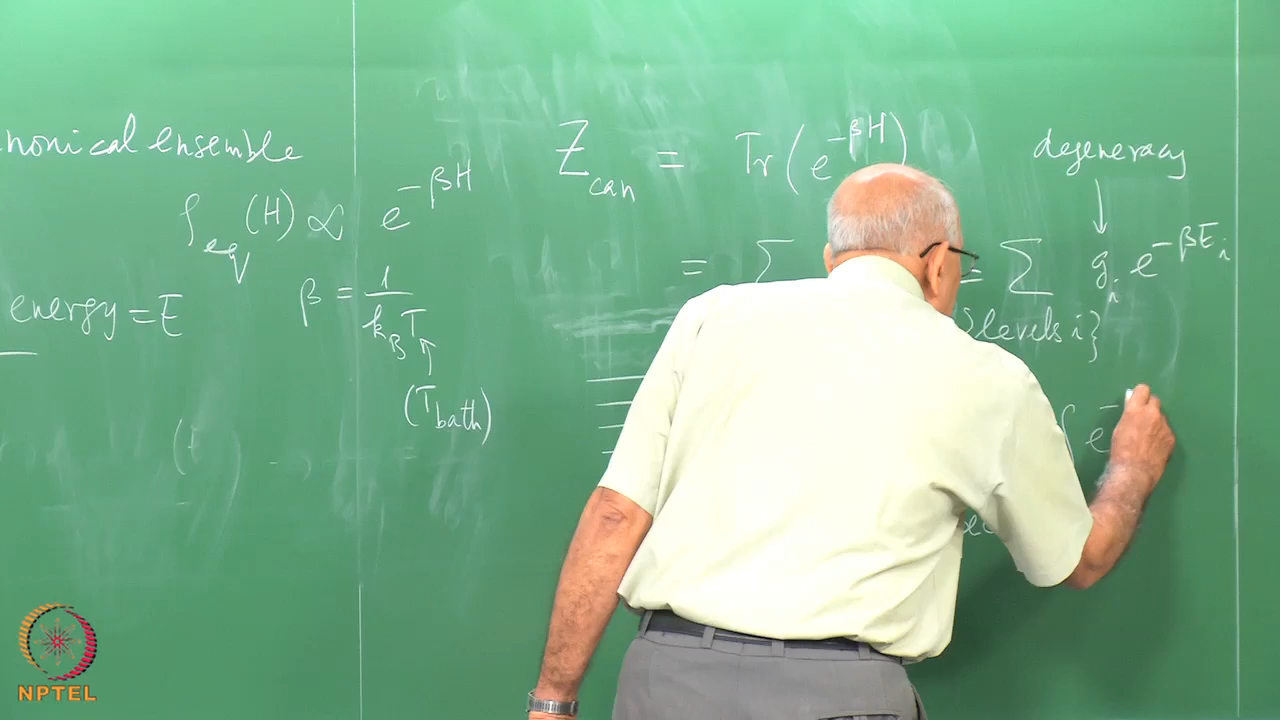 nonical ensemble
ρ_eq (H) ∝ e^{-βH}
energy = E
β = 1/(k_B T)
(T_bath)
Z_can = Tr(e^{-βH})
= Σ
= Σ g_i e^{-βE_i}
{levels i}
degeneracy
e^-
NPTEL